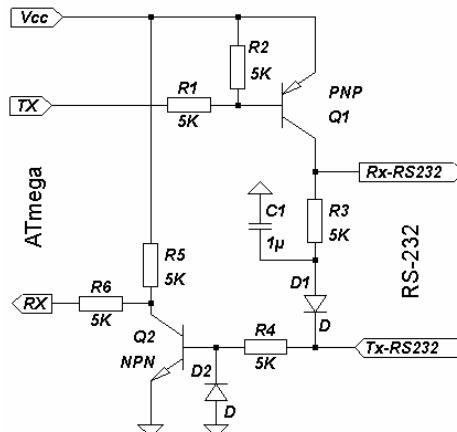 Vcc
R2
5K
R1
5K
TX
PNP
Q1
Rx-RS232
C1
1µ
R3
5K
ATmega
RS-232
R5
5K
D1
D
RX
R6
5K
Q2
NPN
R4
5K
Tx-RS232
D2
D